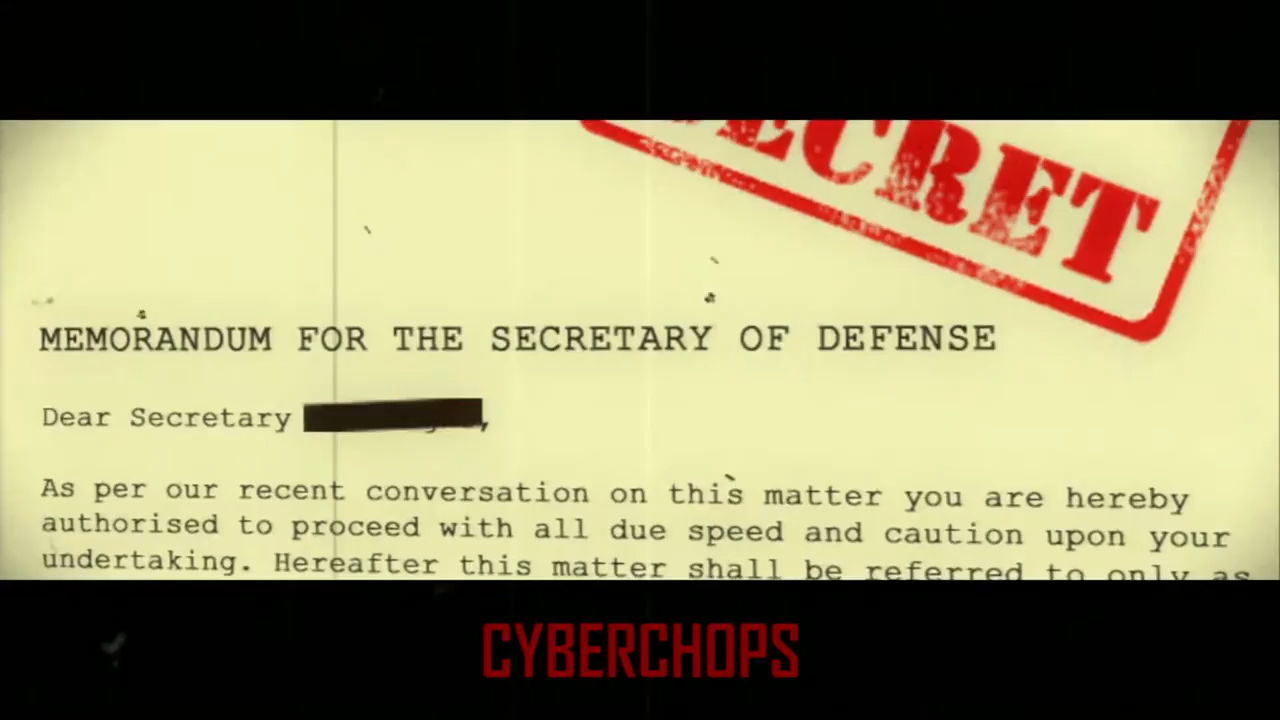 ECRET
MEMORANDUM FOR THE SECRETARY OF DEFENSE
Dear Secretary ,
As per our recent conversation on this matter you are hereby
authorised to proceed with all due speed and caution upon your
undertaking. Hereafter this matter shall be referred to only as
CYBERCHOPS